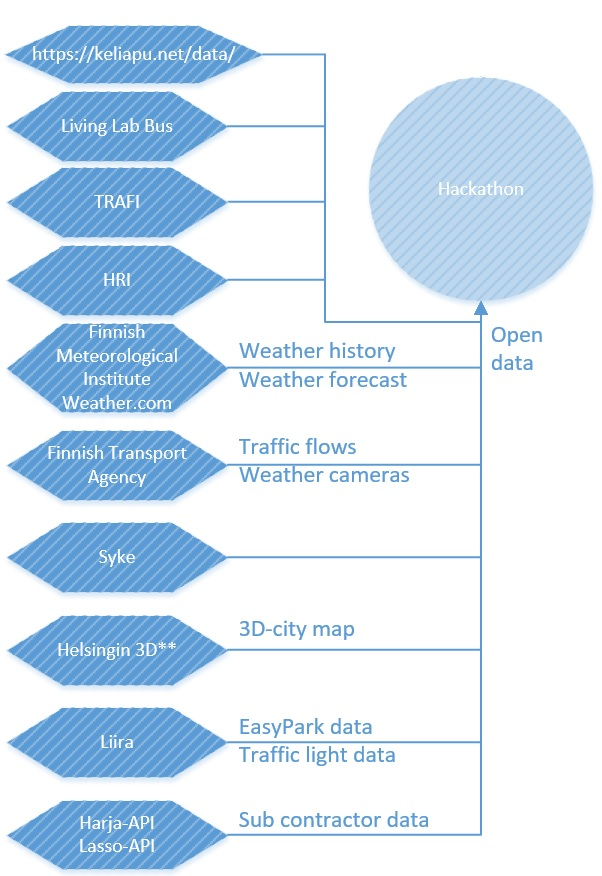 https://keliapu.net/data/
Living Lab Bus
TRAFI
HRI
Hackathon
Open
data
Finnish
Meteorological
Institute
Weather.com
Weather history
Weather forecast
Finnish Transport
Agency
Traffic flows
Weather cameras
Syke
Helsingin 3D**
3D-city map
Liira
EasyPark data
Traffic light data
Harja-API
Lasso-API
Sub contractor data